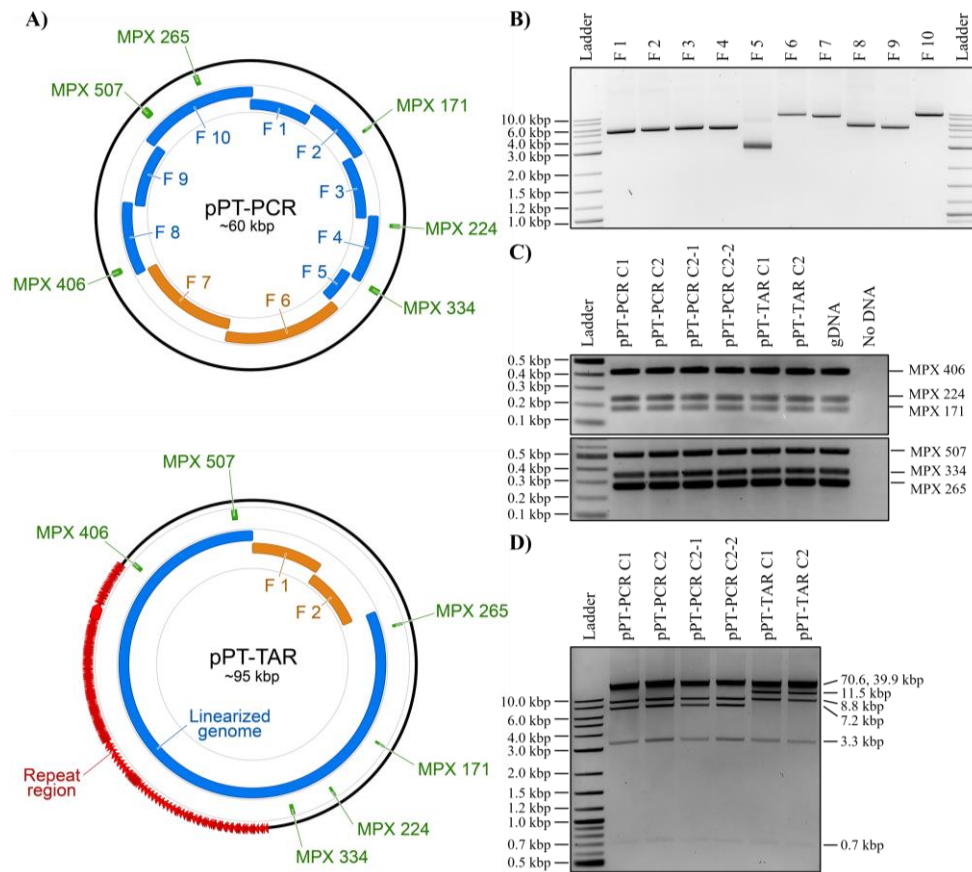 A)
MPX 265
MPX 507
MPX 171
F 1
F 10
F 2
F 9
F 3
pPT-PCR
~60 kbp
MPX 224
F 8
F 4
F 5
MPX 406
F 7
F 6
MPX 334
MPX 507
MPX 406
F 1
F 2
MPX 265
pPT-TAR
~95 kbp
Linearized
genome
Repeat
region
MPX 171
MPX 224
MPX 334
B)
Ladder
F 1
F 2
F 3
F 4
F 5
F 6
F 7
F 8
F 9
F 10
Ladder
10.0 kbp
6.0 kbp
4.0 kbp
3.0 kbp
2.0 kbp
1.5 kbp
1.2 kbp
1.0 kbp
C)
Ladder
pPT-PCR C1
pPT-PCR C2
pPT-PCR C2-1
pPT-PCR C2-2
pPT-TAR C1
pPT-TAR C2
gDNA
No DNA
0.5 kbp
0.4 kbp
0.3 kbp
0.2 kbp
0.1 kbp
MPX 406
MPX 224
MPX 171
0.5 kbp
0.4 kbp
0.3 kbp
0.2 kbp
0.1 kbp
MPX 507
MPX 334
MPX 265
D)
Ladder
pPT-PCR C1
pPT-PCR C2
pPT-PCR C2-1
pPT-PCR C2-2
pPT-TAR C1
pPT-TAR C2
10.0 kbp
6.0 kbp
4.0 kbp
3.0 kbp
2.0 kbp
1.5 kbp
1.2 kbp
1.0 kbp
0.5 kbp
70.6, 39.9 kbp
11.5 kbp
8.8 kbp
7.2 kbp
3.3 kbp
0.7 kbp